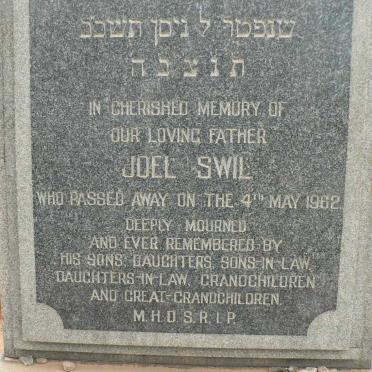 שנפטר ל ניסן תשכב
ת נ צ ב ה
IN CHERISHED MEMORY OF
OUR LOVING FATHER
JOEL SWIL
WHO PASSED AWAY ON THE 4TH MAY 1962
DEEPLY MOURNED
AND EVER REMEMBERED BY
HIS SONS, DAUGHTERS, SONS-IN-LAW,
DAUGHTERS-IN-LAW, GRANDCHILDREN
AND GREAT-GRANDCHILDREN.
M.H.D.S.R.I.P.